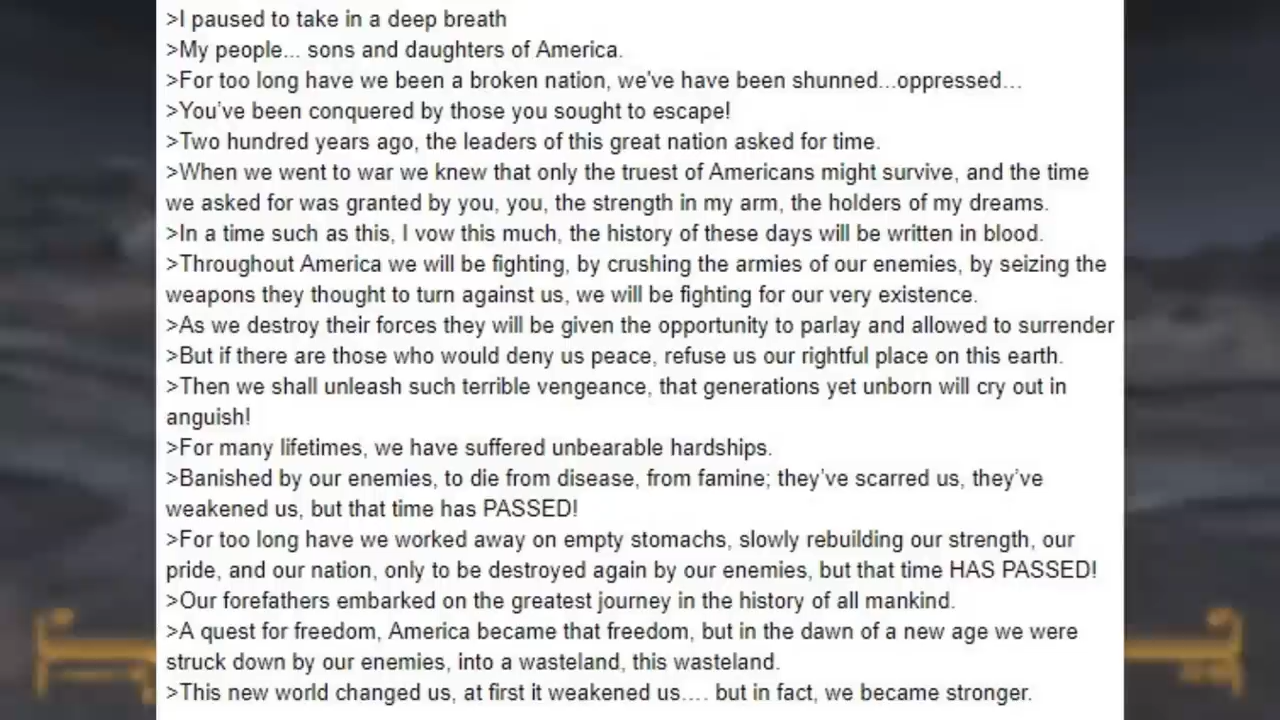 >I paused to take in a deep breath
>My people... sons and daughters of America.
>For too long have we been a broken nation, we've have been shunned...oppressed...
>You've been conquered by those you sought to escape!
>Two hundred years ago, the leaders of this great nation asked for time.
>When we went to war we knew that only the truest of Americans might survive, and the time
we asked for was granted by you, you, the strength in my arm, the holders of my dreams.
>In a time such as this, I vow this much, the history of these days will be written in blood.
>Throughout America we will be fighting, by crushing the armies of our enemies, by seizing the
weapons they thought to turn against us, we will be fighting for our very existence.
>As we destroy their forces they will be given the opportunity to parlay and allowed to surrender
>But if there are those who would deny us peace, refuse us our rightful place on this earth.
>Then we shall unleash such terrible vengeance, that generations yet unborn will cry out in
anguish!
>For many lifetimes, we have suffered unbearable hardships.
>Banished by our enemies, to die from disease, from famine; they've scarred us, they've
weakened us, but that time has PASSED!
>For too long have we worked away on empty stomachs, slowly rebuilding our strength, our
pride, and our nation, only to be destroyed again by our enemies, but that time HAS PASSED!
>Our forefathers embarked on the greatest journey in the history of all mankind.
>A quest for freedom, America became that freedom, but in the dawn of a new age we were
struck down by our enemies, into a wasteland, this wasteland.
>This new world changed us, at first it weakened us.... but in fact, we became stronger.